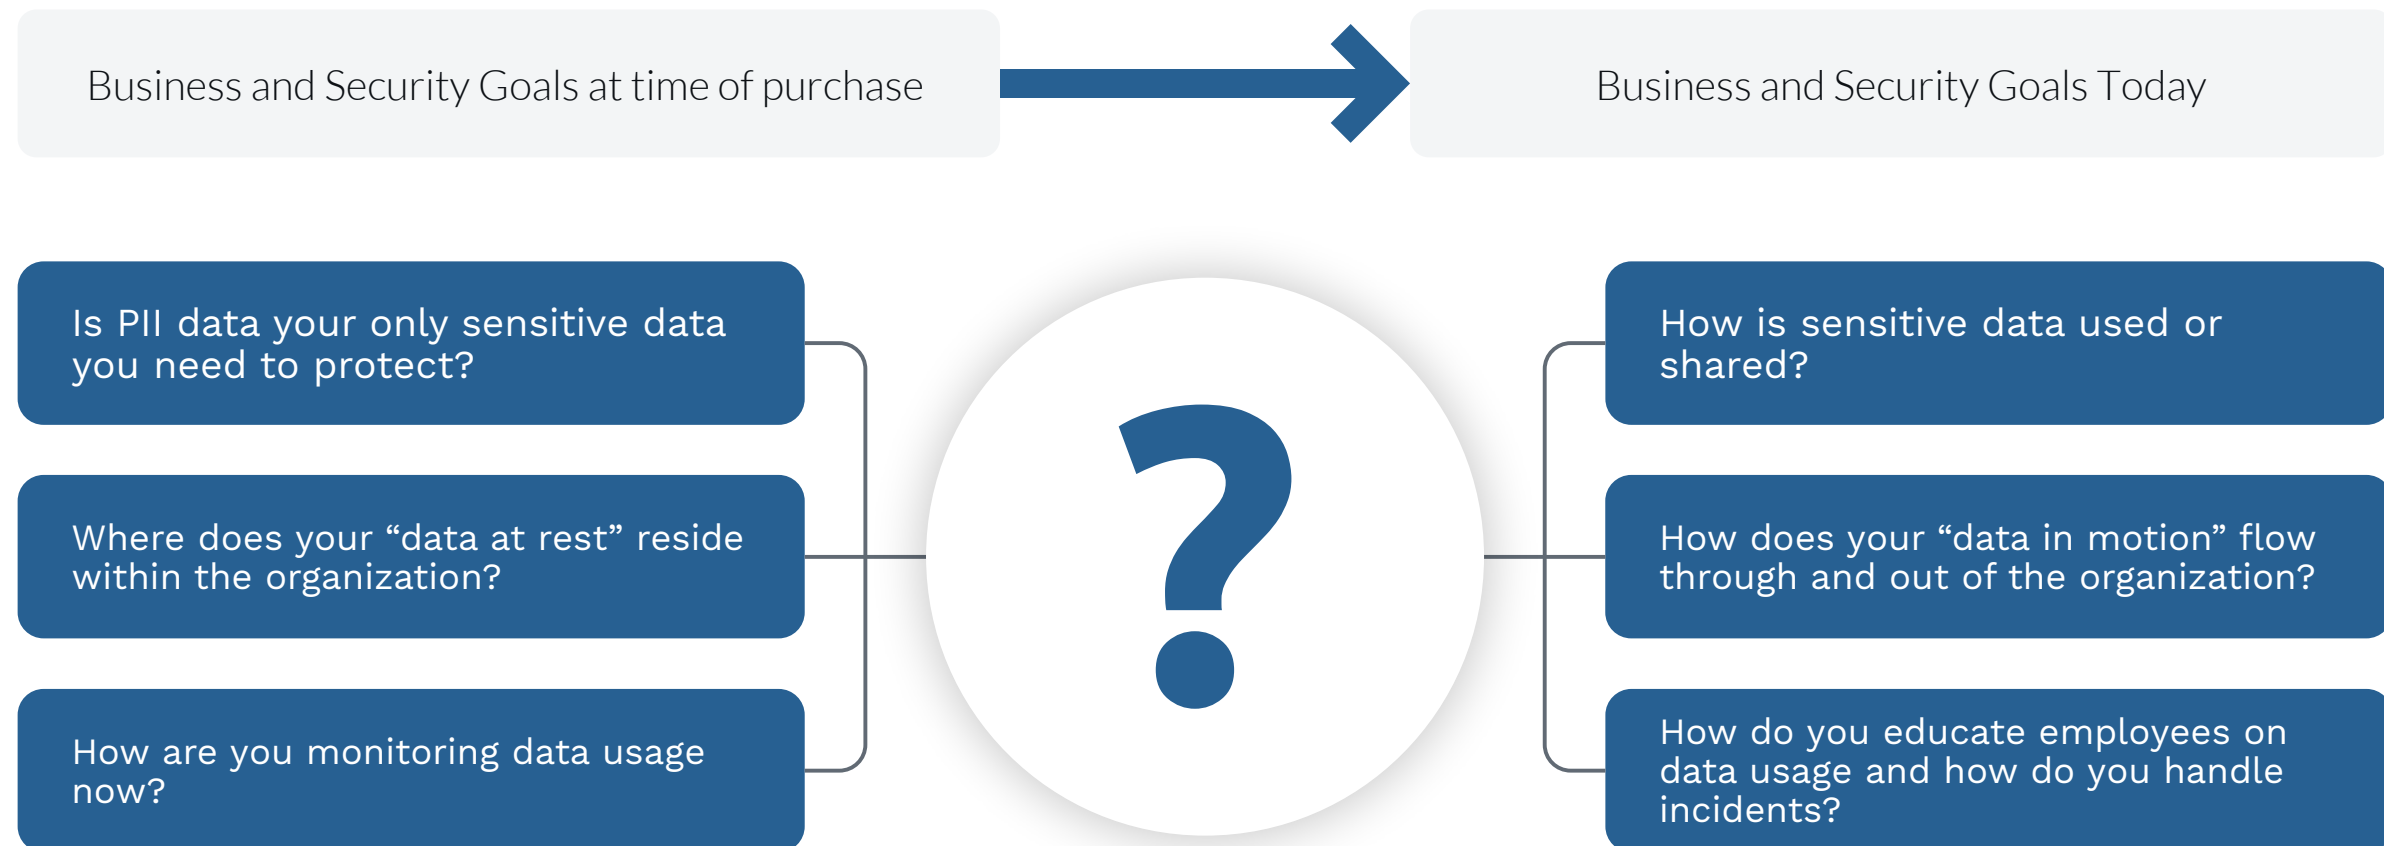 Business and Security Goals at time of purchase
Business and Security Goals Today
Is PII data your only sensitive data
you need to protect?
Where does your “data at rest” reside
within the organization?
How are you monitoring data usage
now?
?
How is sensitive data used or
shared?
How does your “data in motion” flow
through and out of the organization?
How do you educate employees on
data usage and how do you handle
incidents?